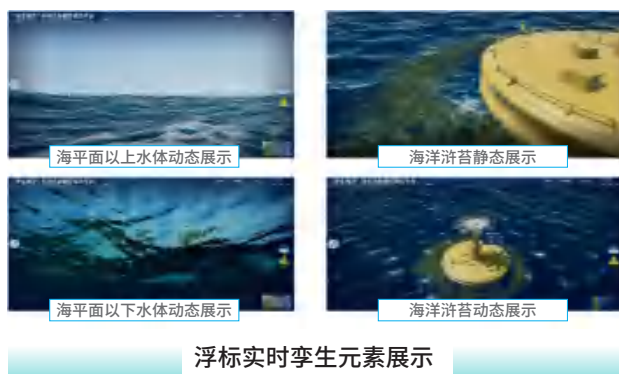 海平面以上水体动态展示
海洋浒苔静态展示
海平面以下水体动态展示
海洋浒苔动态展示
浮标实时孪生元素展示